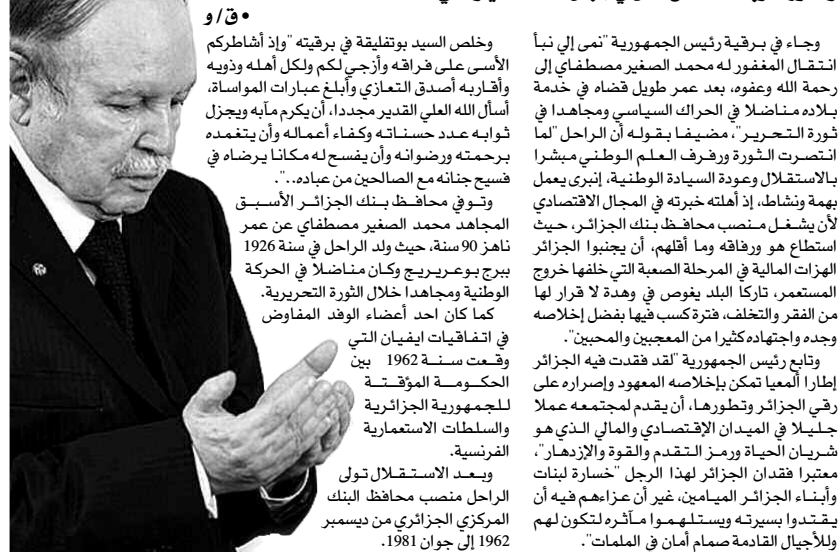 وجاء في برقية رئيس الجمهورية "نمى إلي نبأ
انتقال المغفور له محمد الصغير مصطفاي إلى
رحمة الله وعفوه، بعد عمر طويل قضاه في خدمة
بلاده مناضلا في الحراك السياسي ومجاهدا في
ثورة التحرير"، مضيفا بقوله أن الراحل "لما
انتصرت الثورة ورفرف العلم الوطني مبشرا
بالاستقلال وعودة السيادة الوطنية، إنبرى يعمل
بهمة ونشاط، إذ أهلته خبرته في المجال الاقتصادي
لأن يشغل منصب محافظ بنك الجزائر، حيث
استطاع هو ورفاقه وما أقلهم، أن يجنبوا الجزائر
الهزات المالية في المرحلة الصعبة التي خلفها خروج
المستعمر، تاركا البلد يغوص في وهدة لا قرار لها
من الفقر والتخلف، فترة كسب فيها بفضل إخلاصه
وجده واجتهاده كثيرا من المعجبين والمحبين".
وتابع رئيس الجمهورية "لقد فقدت فيه الجزائر
إطارا ألمعيا تمكن بإخلاصه المعهود وإصراره على
رقي الجزائر وتطورها، أن يقدم لمجتمعه عملا
جليلا في الميدان الإقتصادي والمالي الذي هو
شريان الحياة ورمز التقدم والقوة والإزدهار"،
معتبرا فقدان الجزائر لهذا الرجل "خسارة لبنات
وأبناء الجزائر الميامين، غير أن عزاءهم فيه أن
يقتدوا بسيرته ويستلهموا مآثره لتكون لهم
وللأجيال القادمة صمام أمان في الملمات".
• ق/و
وخلص السيد بوتفليقة في برقيته "وإذ أشاطركم
الأسى على فراقه وأزجي لكم ولكل أهله وذويه
وأقاربه أصدق التعازي وأبلغ عبارات المواساة،
أسأل الله العلي القدير مجددا، أن يكرم مآبه ويجزل
ثوابه عدد حسناته وكفاء أعماله وأن يتغمده
برحمته ورضوانه وأن يفسح له مكانا يرضاه في
فسيح جنانه مع الصالحين من عباده..".
وتوفي محافظ بنك الجزائر الأسبق
المجاهد محمد الصغير مصطفاي عن عمر
ناهز 90 سنة، حيث ولد الراحل في سنة 1926
ببرج بوعريريج وكان مناضلا في الحركة
الوطنية ومجاهدا خلال الثورة التحريرية.
كما كان احد أعضاء الوفد المفاوض
في اتفاقيات ايفيان التي
وقعت سنة 1962 بين
الحكومة المؤقتة
للجمهورية الجزائرية
والسلطات الاستعمارية
الفرنسية.
وبعد الاستقلال تولى
الراحل منصب محافظ البنك
المركزي الجزائري من ديسمبر
1962 إلى جوان 1981.